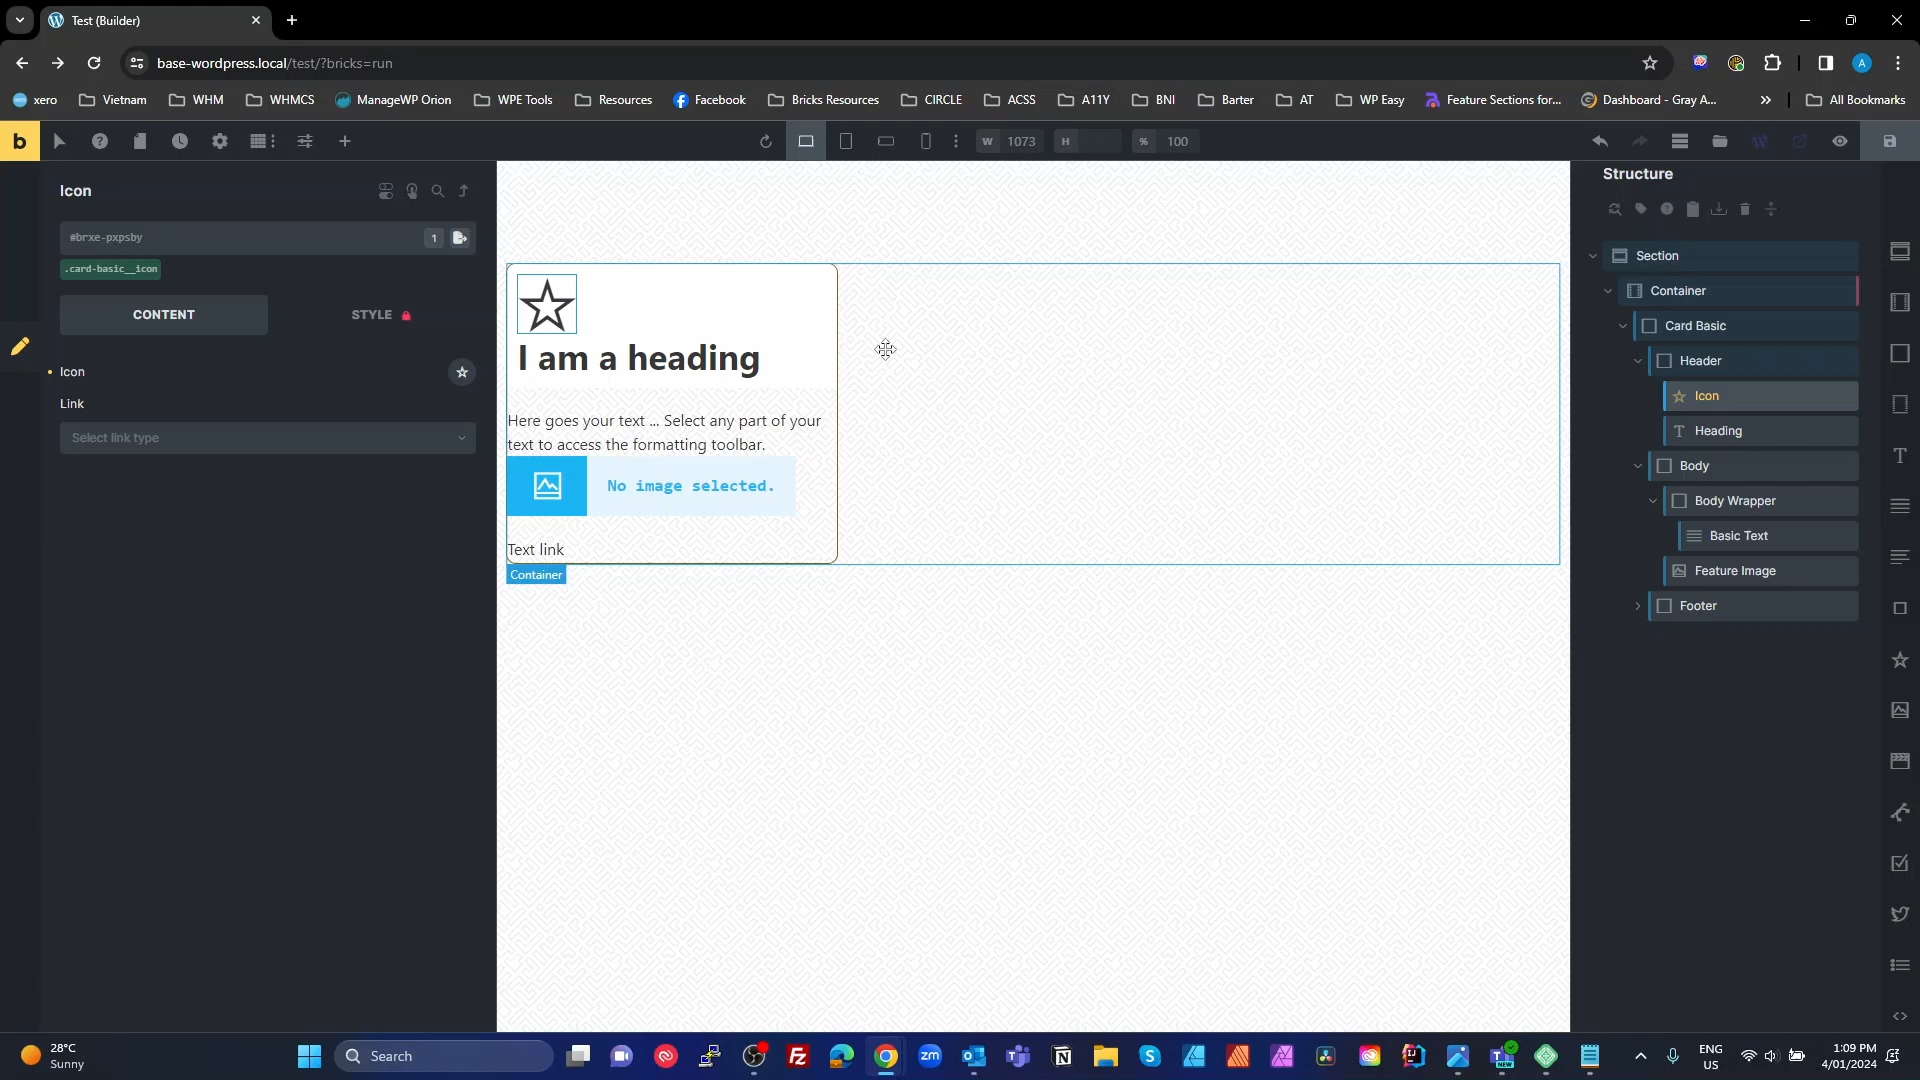 Test (Builder)
base-wordpress.local/test/?bricks=run
xero
Vietnam
WHM
WHMCS
ManageWP Orion
WPE Tools
Resources
Facebook
Bricks Resources
CIRCLE
ACSS
A11Y
BNI
Barter
AT
WP Easy
Feature Sections for...
Dashboard - Gray A...
All Bookmarks
b
W 1073
H
% 100
Icon
#brxe-pxpsby
1
.card-basic__icon
CONTENT
STYLE
Icon
Link
Select link type
I am a heading
Here goes your text ... Select any part of your
text to access the formatting toolbar.
No image selected.
Text link
Container
Structure
Section
Container
Card Basic
Header
Icon
Heading
Body
Body Wrapper
Basic Text
Feature Image
Footer
28°C
Sunny
Search
ENG
US
1:09 PM
4/01/2024